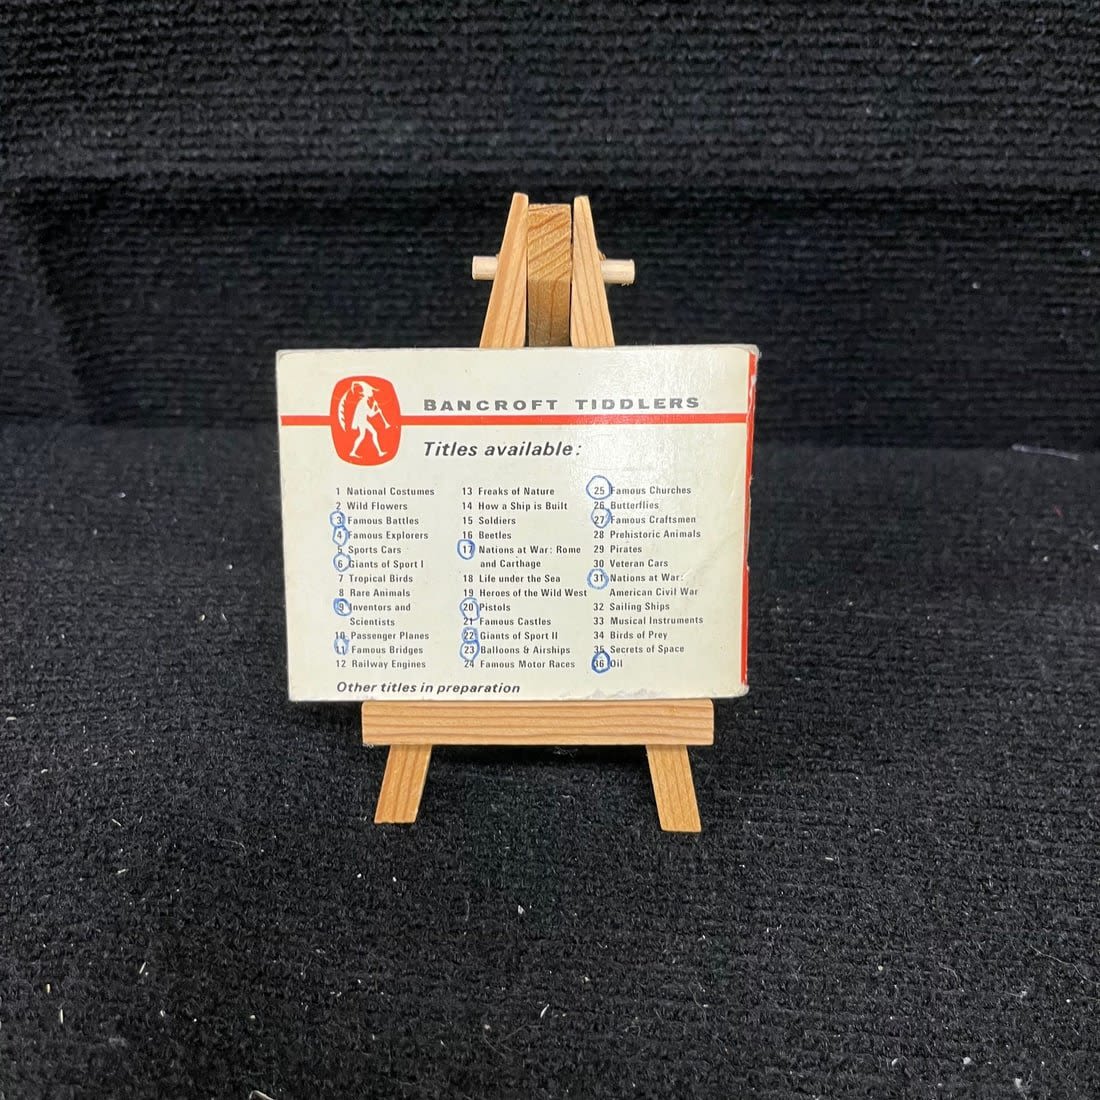 BANCROFT TIDDLERS
Titles available:
1 National Costumes
2 Wild Flowers
3 Famous Battles
4 Famous Explorers
5 Sports Cars
6 Giants of Sport I
7 Tropical Birds
8 Rare Animals
9 Inventors and
Scientists
10 Passenger Planes
11 Famous Bridges
12 Railway Engines
13 Freaks of Nature
14 How a Ship is Built
15 Soldiers
16 Beetles
17 Nations at War: Rome
and Carthage
18 Life under the Sea
19 Heroes of the Wild West
20 Pistols
21 Famous Castles
22 Giants of Sport II
23 Balloons & Airships
24 Famous Motor Races
25 Famous Churches
26 Butterflies
27 Famous Craftsmen
28 Prehistoric Animals
29 Pirates
30 Veteran Cars
31 Nations at War:
American Civil War
32 Sailing Ships
33 Musical Instruments
34 Birds of Prey
35 Secrets of Space
36 Oil
Other titles in preparation